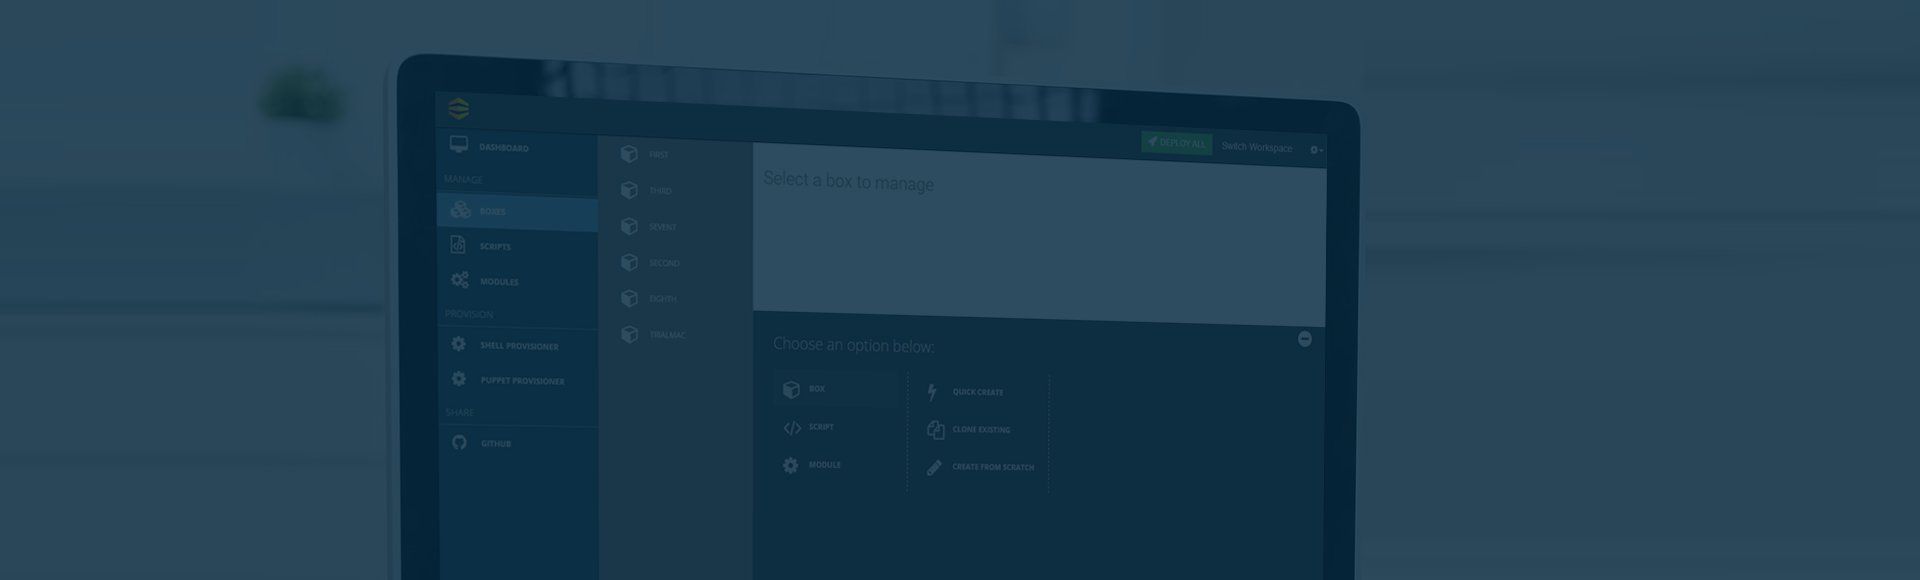 DEPLOY ALL Switch Workspace
DASHBOARD
MANAGE
BOXES
SCRIPTS
MODULES
PROVISION
SHELL PROVISIONER
PUPPET PROVISIONER
SHARE
GITHUB
FIRST
THIRD
SEVENT
SECOND
EIGHTH
TRIALMAC
Select a box to manage
Choose an option below:
BOX
SCRIPT
MODULE
QUICK CREATE
CLONE EXISTING
CREATE FROM SCRATCH